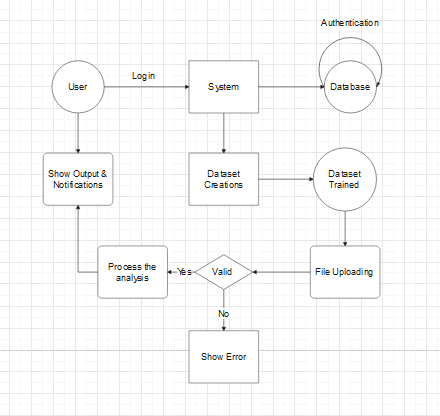 Authentication
Login
User
System
Database
Show Output &
Notifications
Dataset
Creations
Dataset
Trained
Process the
analysis
Yes
Valid
File Uploading
No
Show Error